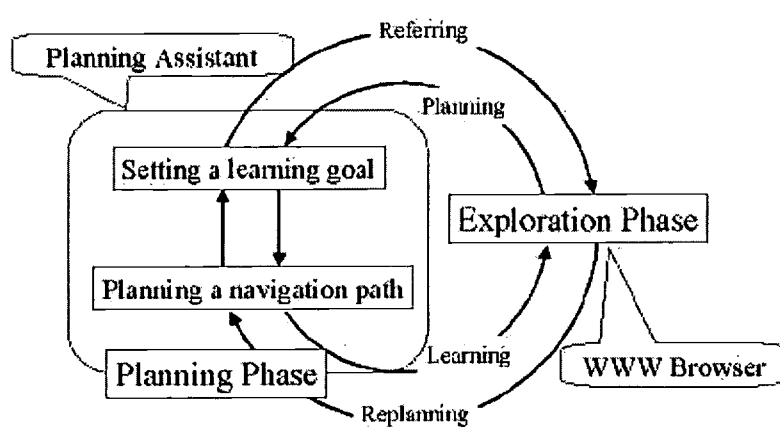 Referring
Planning Assistant
Planning
Setting a learning goal
Exploration Phase
Planning a navigation path
Learning
Planning Phase
WWW Browser
Replanning